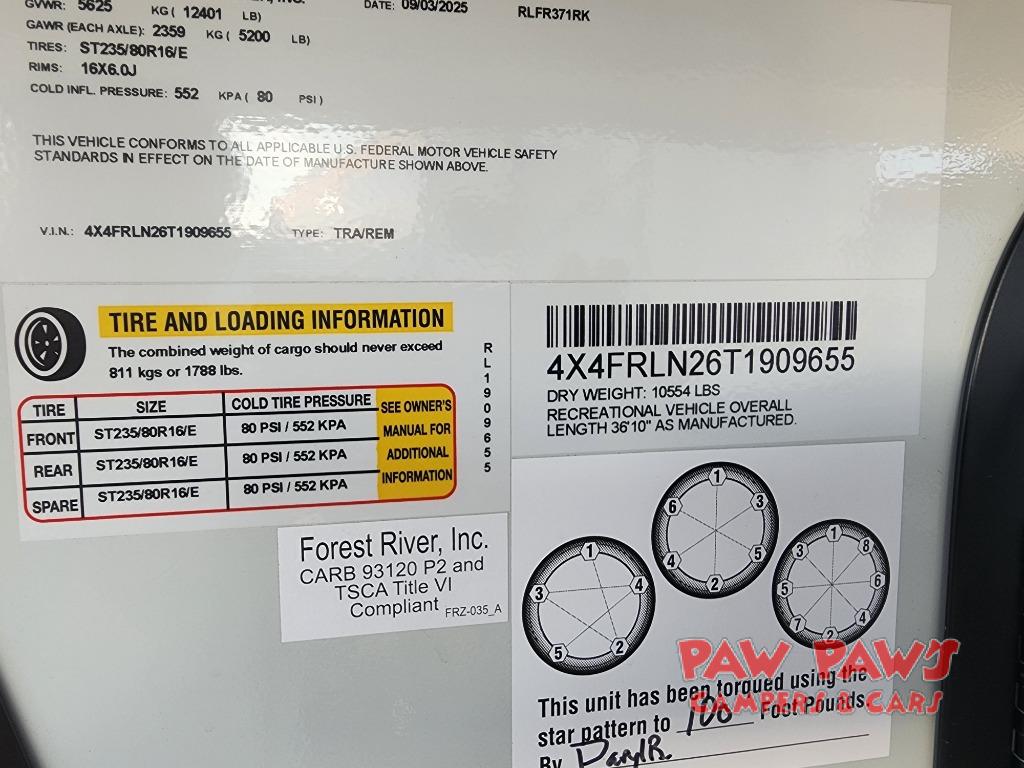 GVWR: 5625 KG( 12401 LB)
DATE: 09/03/2025
RLFR371RK
GAWR (EACH AXLE): 2359 KG( 5200 LB)
TIRES: ST235/80R16/E
RIMS: 16X6.0J
COLD INFL. PRESSURE: 552 KPA( 80 PSI)
THIS VEHICLE CONFORMS TO ALL APPLICABLE U.S. FEDERAL MOTOR VEHICLE SAFETY
STANDARDS IN EFFECT ON THE DATE OF MANUFACTURE SHOWN ABOVE.
V.I.N.: 4X4FRLN26T1909655 TYPE: TRA/REM
TIRE AND LOADING INFORMATION
The combined weight of cargo should never exceed
811 kgs or 1788 lbs.
TIRE SIZE COLD TIRE PRESSURE
FRONT ST235/80R16/E 80 PSI / 552 KPA
REAR ST235/80R16/E 80 PSI / 552 KPA
SPARE ST235/80R16/E 80 PSI / 552 KPA
SEE OWNER'S
MANUAL FOR
ADDITIONAL
INFORMATION
RL1909655
4X4FRLN26T1909655
DRY WEIGHT: 10554 LBS
RECREATIONAL VEHICLE OVERALL
LENGTH 36'10" AS MANUFACTURED.
Forest River, Inc.
CARB 93120 P2 and
TSCA Title VI
Compliant FRZ-035_A
1 4 2 5 3
1 3 5 2 4 6
1 8 6 4 2 7 5 3
This unit has been torqued using the
star pattern to 100 Foot Pounds.
By Daryl R.
PAW PAW'S
CAMPERS & CARS